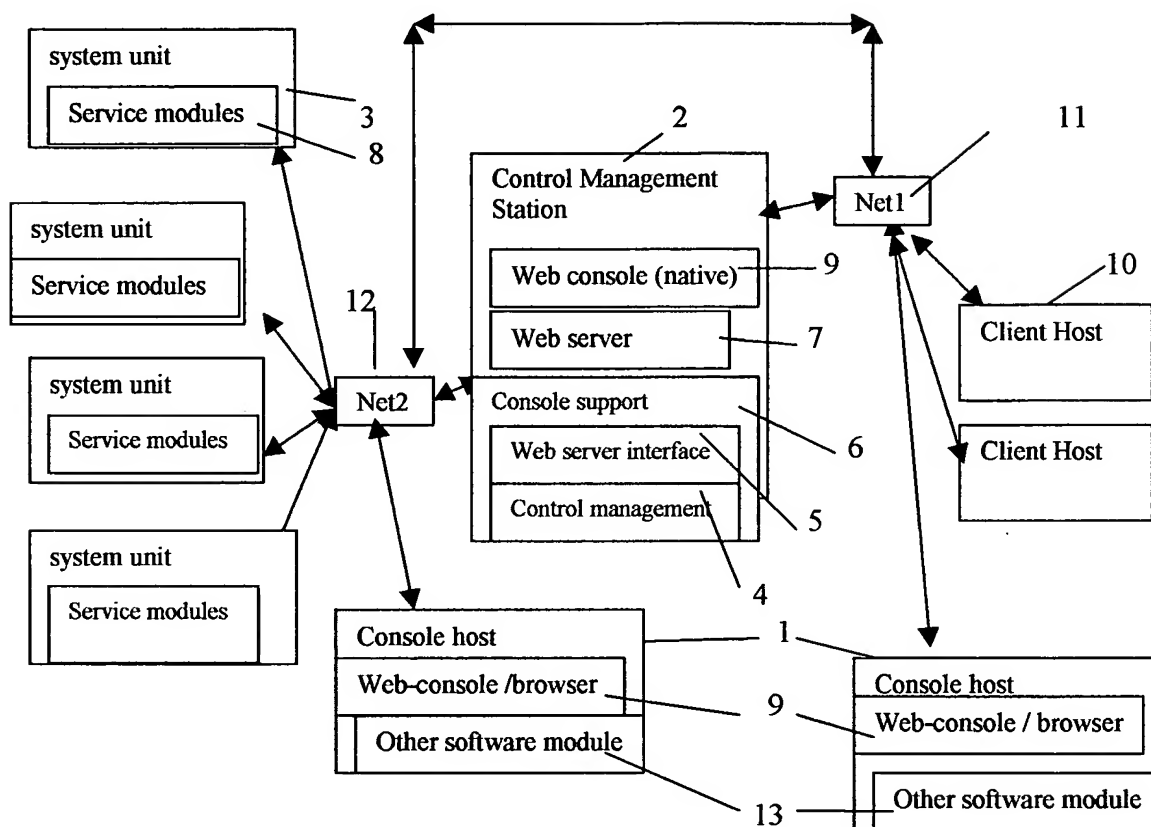 system unit
Service modules
3
8
system unit
Service modules
system unit
Service modules
system unit
Service modules
12
Net2
2
Control Management
Station
Web console (native)
9
Web server
7
Console support
6
Web server interface
5
Control management
4
11
Net1
10
Client Host
Client Host
Console host
1
Web-console /browser
9
Other software module
13
Console host
Web-console / browser
Other software module